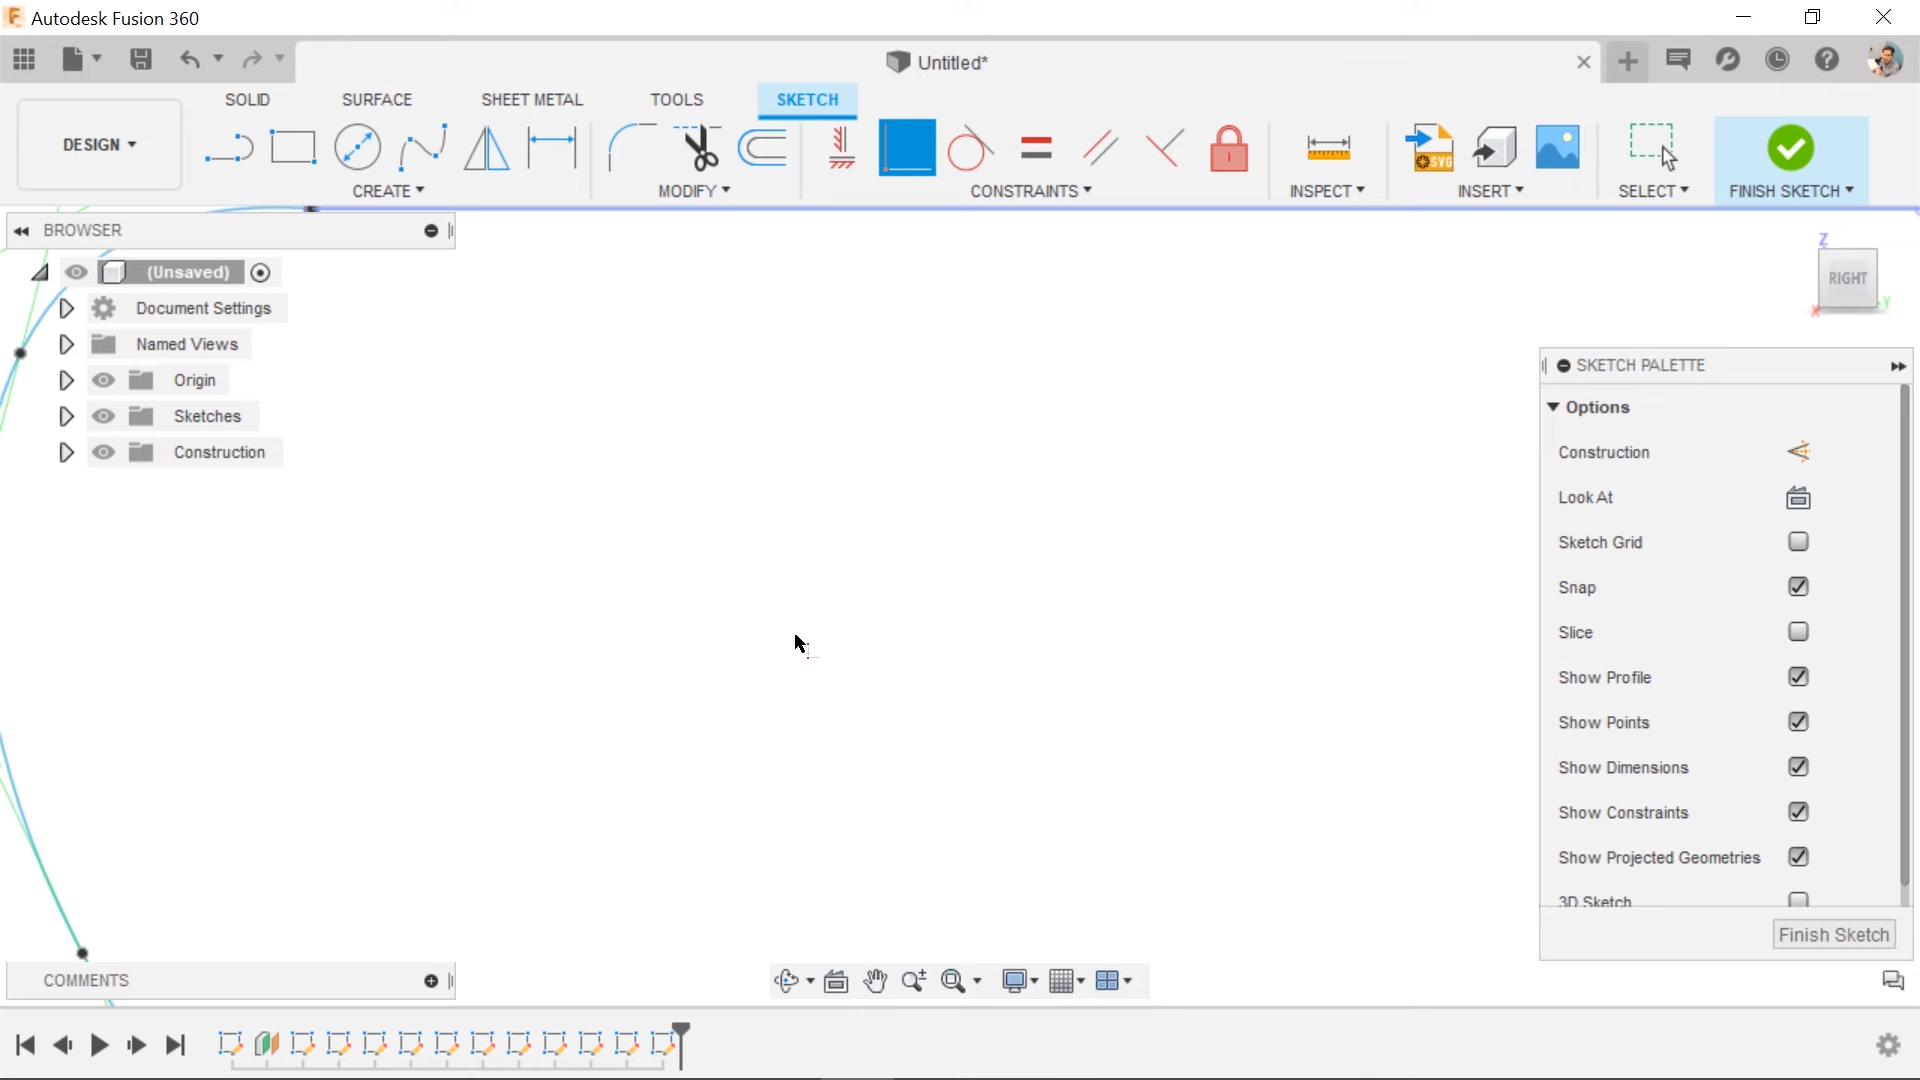 Autodesk Fusion 360
Untitled*
SOLID
SURFACE
SHEET METAL
TOOLS
SKETCH
DESIGN
CREATE
MODIFY
CONSTRAINTS
INSPECT
SVG
INSERT
SELECT
FINISH SKETCH
BROWSER
(Unsaved)
Document Settings
Named Views
Origin
Sketches
Construction
Z
RIGHT
X
Y
SKETCH PALETTE
Options
Construction
Look At
Sketch Grid
Snap
Slice
Show Profile
Show Points
Show Dimensions
Show Constraints
Show Projected Geometries
3D Sketch
Finish Sketch
COMMENTS